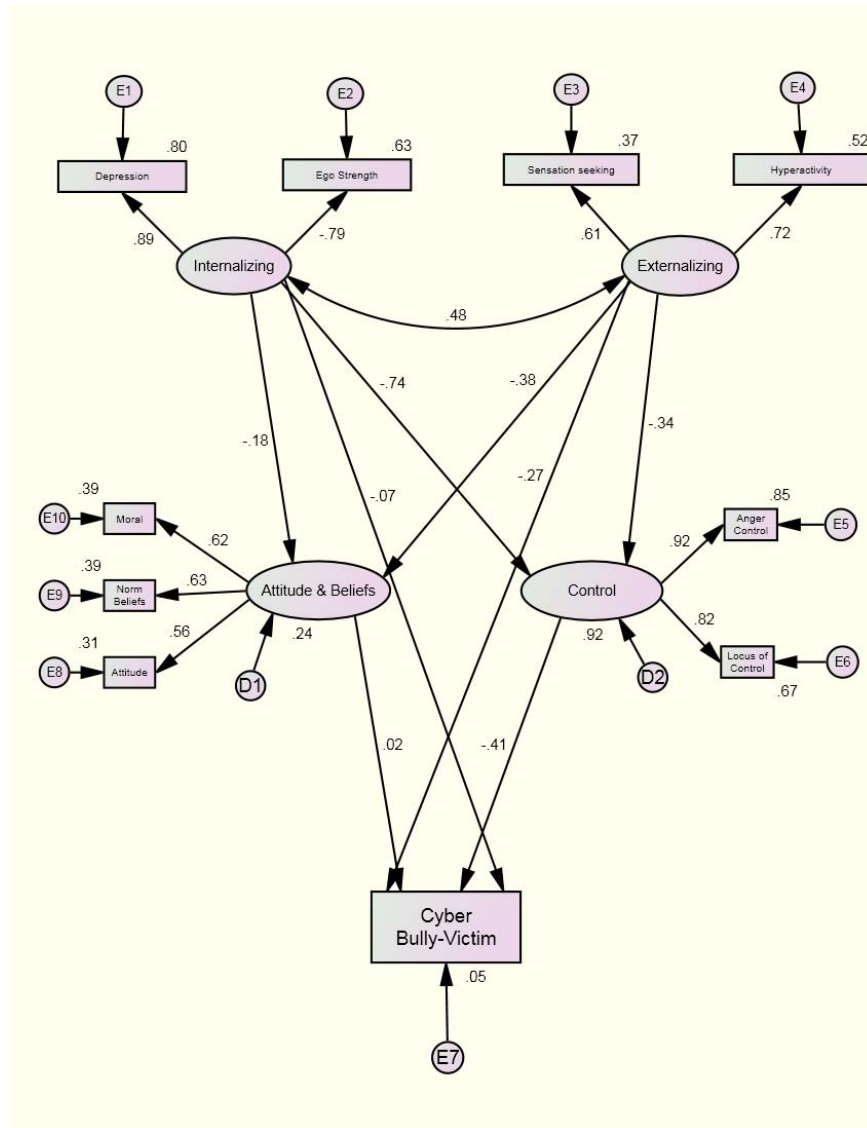 E1
E2
E3
E4
.80
.63
.37
.52
Depression
Ego Strength
Sensation seeking
Hyperactivity
.89
-.79
.61
.72
Internalizing
Externalizing
.48
-.74
-.38
-.18
-.34
-.07
-.27
.39
E10
Moral
.62
.39
E9
Norm
Beliefs
.63
.31
E8
Attitude
.56
Attitude & Beliefs
.24
D1
Control
.92
D2
.85
Anger
Control
E5
.92
.82
Locus of
Control
E6
.67
.02
-.41
Cyber
Bully-Victim
.05
E7